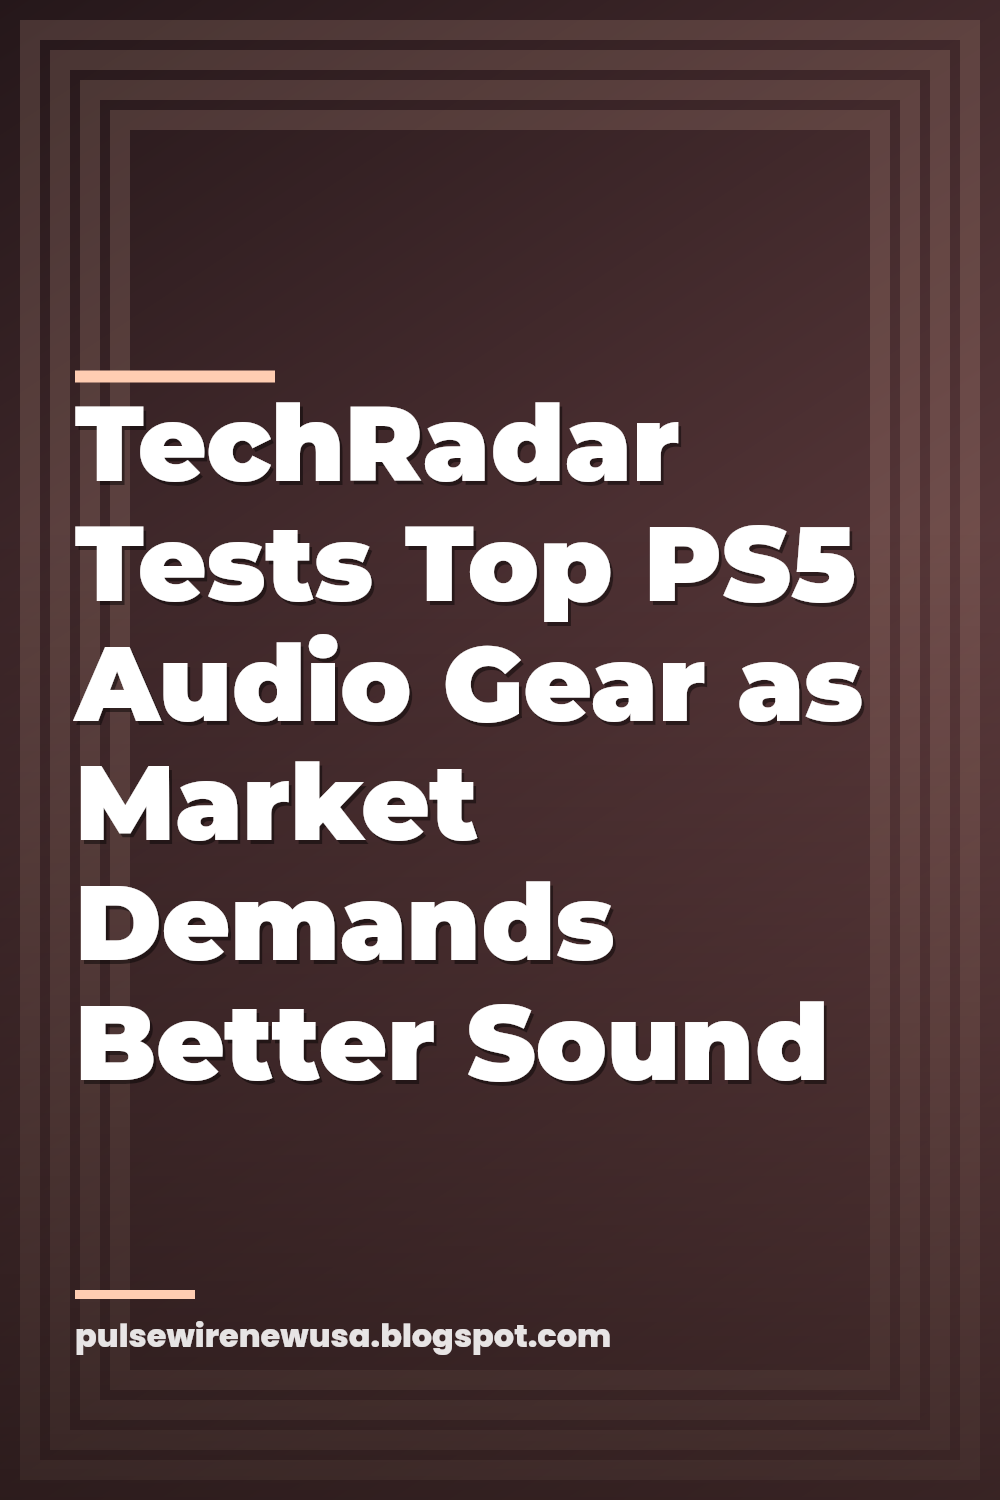 TechRadar
Tests Top PS5
Audio Gear as
Market
Demands
Better Sound
pulsewirenewusa.blogspot.com